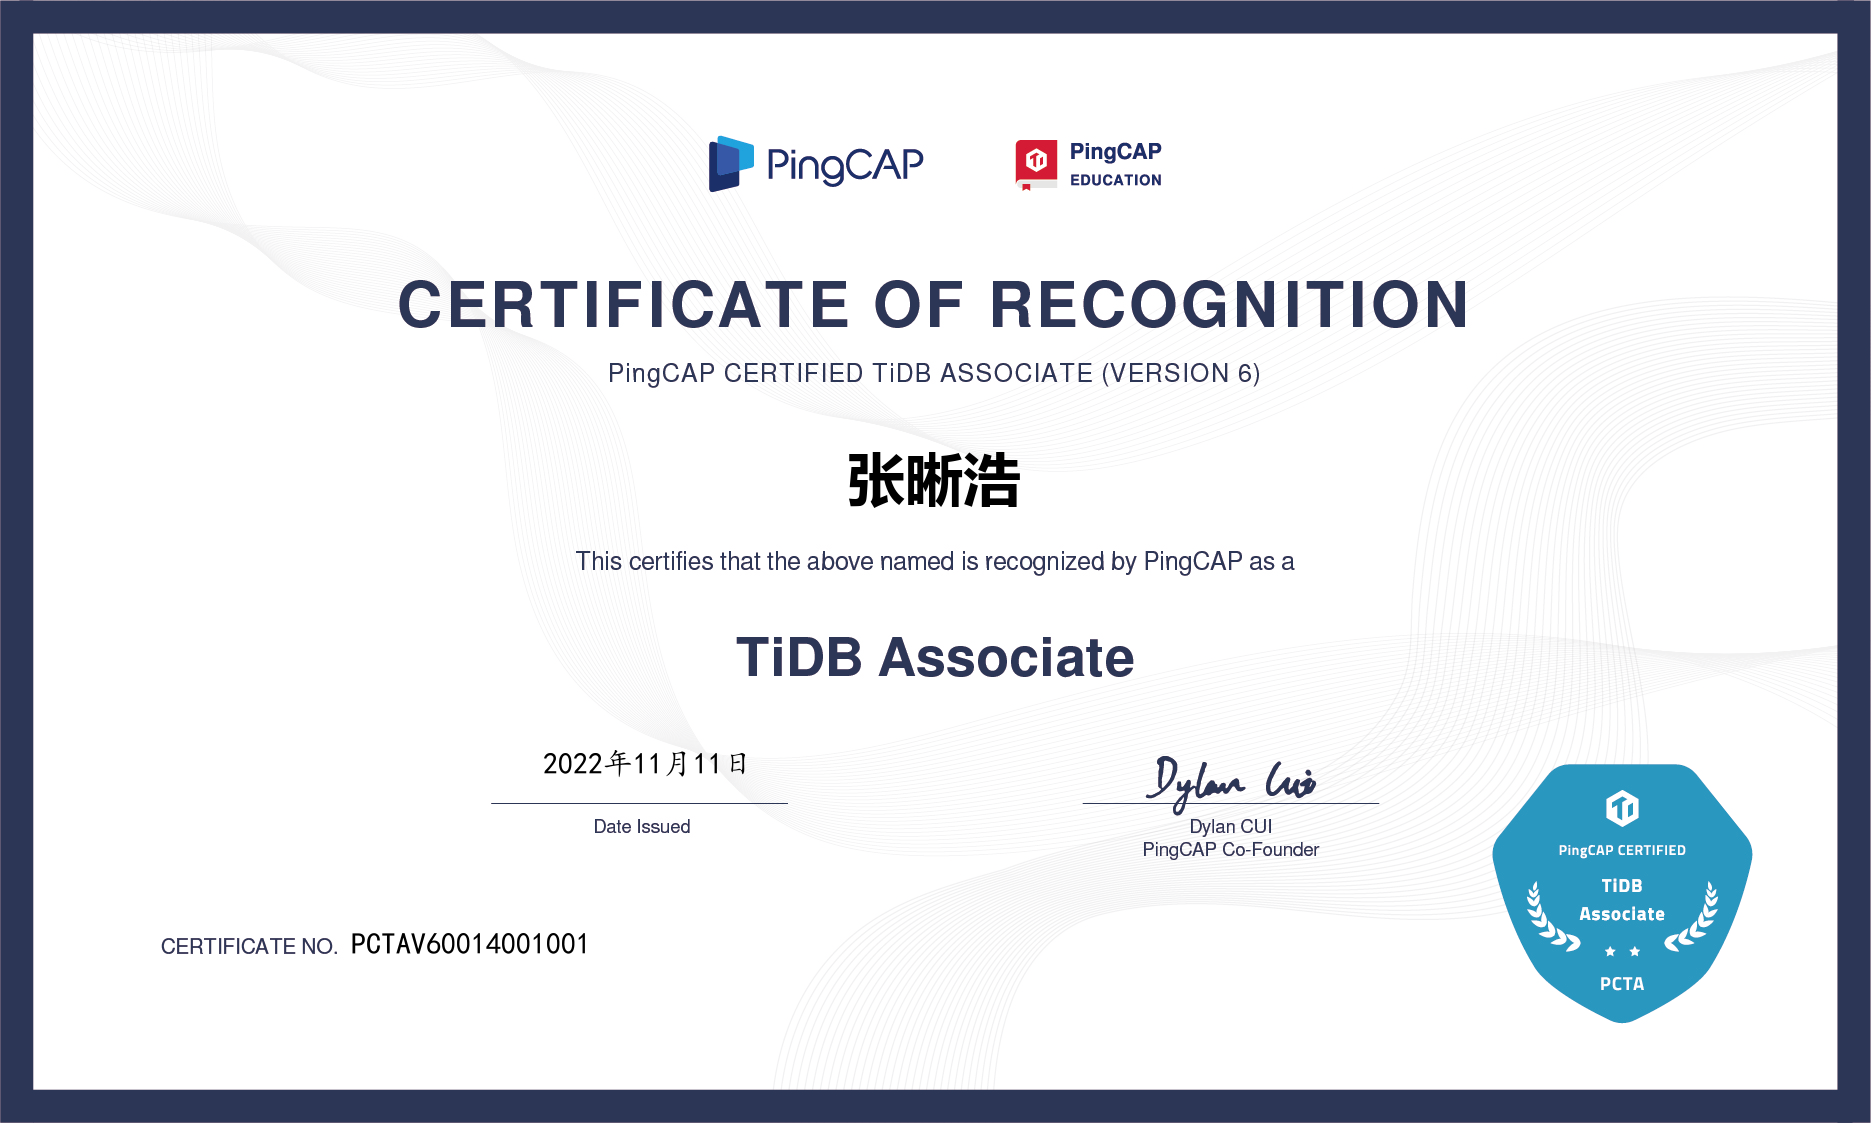 PingCAP
PingCAP
EDUCATION
CERTIFICATE OF RECOGNITION
PingCAP CERTIFIED TiDB ASSOCIATE (VERSION 6)
张晰浩
This certifies that the above named is recognized by PingCAP as a
TiDB Associate
2022年11月11日
Date Issued
Dylan Cui
Dylan CUI
PingCAP Co-Founder
PingCAP CERTIFIED
TiDB
Associate
PCTA
CERTIFICATE NO. PCTAV60014001001